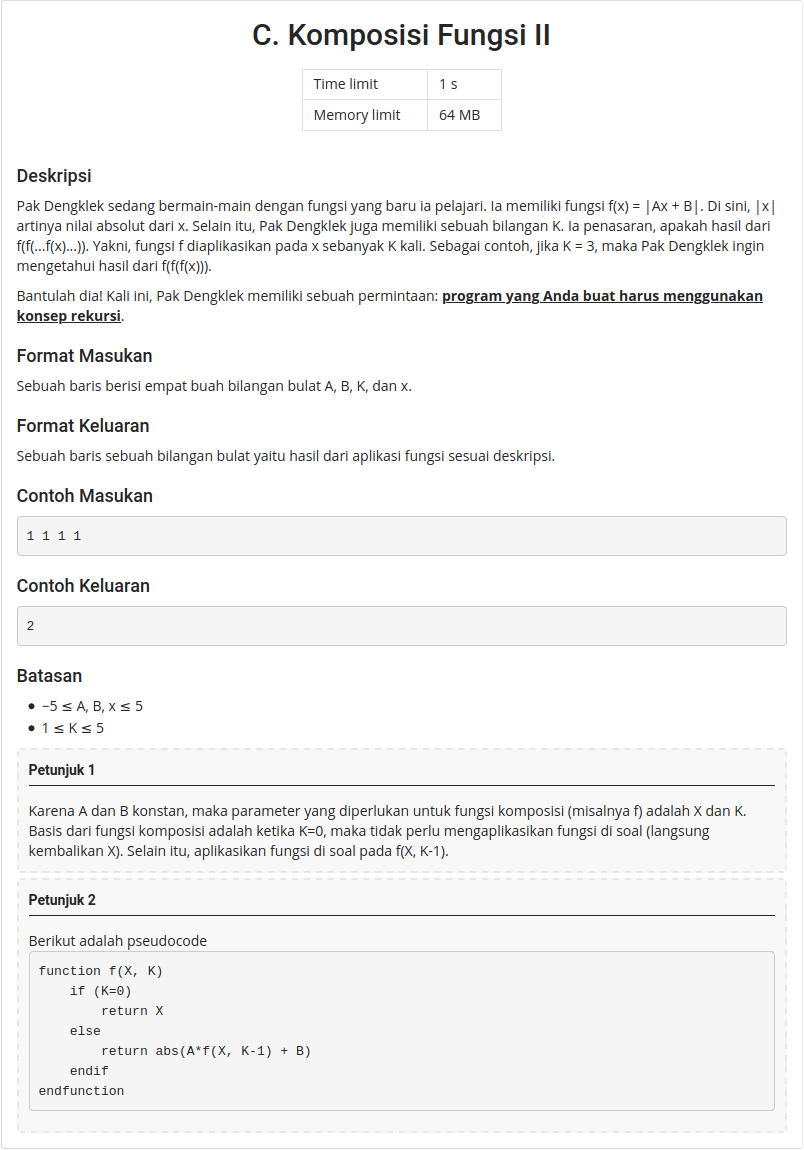 C. Komposisi Fungsi II
Time limit 1 s
Memory limit 64 MB
Deskripsi
Pak Dengklek sedang bermain-main dengan fungsi yang baru ia pelajari. Ia memiliki fungsi f(x) = |Ax + B|. Di sini, |x|
artinya nilai absolut dari x. Selain itu, Pak Dengklek juga memiliki sebuah bilangan K. Ia penasaran, apakah hasil dari
f(f(...f(x)...)). Yakni, fungsi f diaplikasikan pada x sebanyak K kali. Sebagai contoh, jika K = 3, maka Pak Dengklek ingin
mengetahui hasil dari f(f(f(x))).
Bantulah dia! Kali ini, Pak Dengklek memiliki sebuah permintaan: program yang Anda buat harus menggunakan
konsep rekursi.
Format Masukan
Sebuah baris berisi empat buah bilangan bulat A, B, K, dan x.
Format Keluaran
Sebuah baris sebuah bilangan bulat yaitu hasil dari aplikasi fungsi sesuai deskripsi.
Contoh Masukan
1 1 1 1
Contoh Keluaran
2
Batasan
• −5 ≤ A, B, x ≤ 5
• 1 ≤ K ≤ 5
Petunjuk 1
Karena A dan B konstan, maka parameter yang diperlukan untuk fungsi komposisi (misalnya f) adalah X dan K.
Basis dari fungsi komposisi adalah ketika K=0, maka tidak perlu mengaplikasikan fungsi di soal (langsung
kembalikan X). Selain itu, aplikasikan fungsi di soal pada f(X, K-1).
Petunjuk 2
Berikut adalah pseudocode
function f(X, K)
    if (K=0)
        return X
    else
        return abs(A*f(X, K-1) + B)
    endif
endfunction